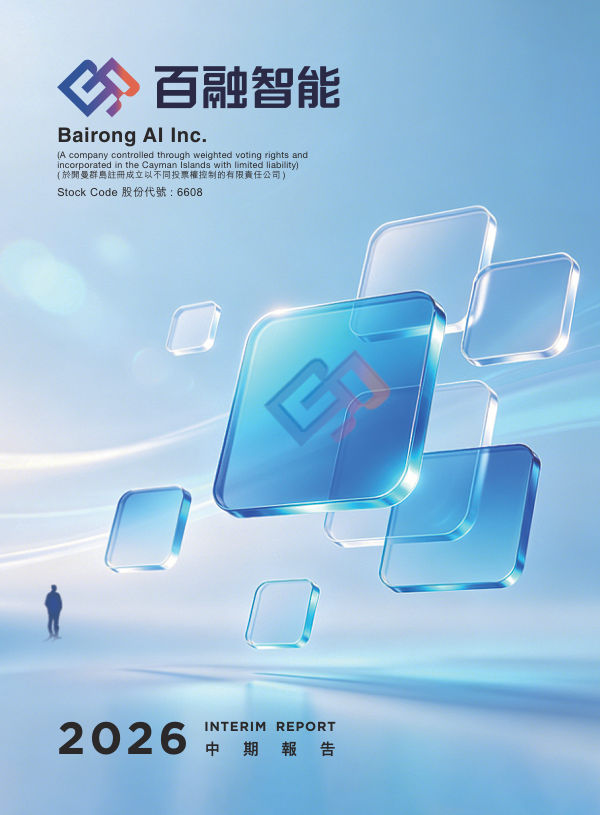 百融智能
Bairong AI Inc.
(A company controlled through weighted voting rights and
incorporated in the Cayman Islands with limited liability)
(於開曼群島註冊成立以不同投票權控制的有限責任公司)
Stock Code 股份代號 : 6608
2026 INTERIM REPORT
中期報告